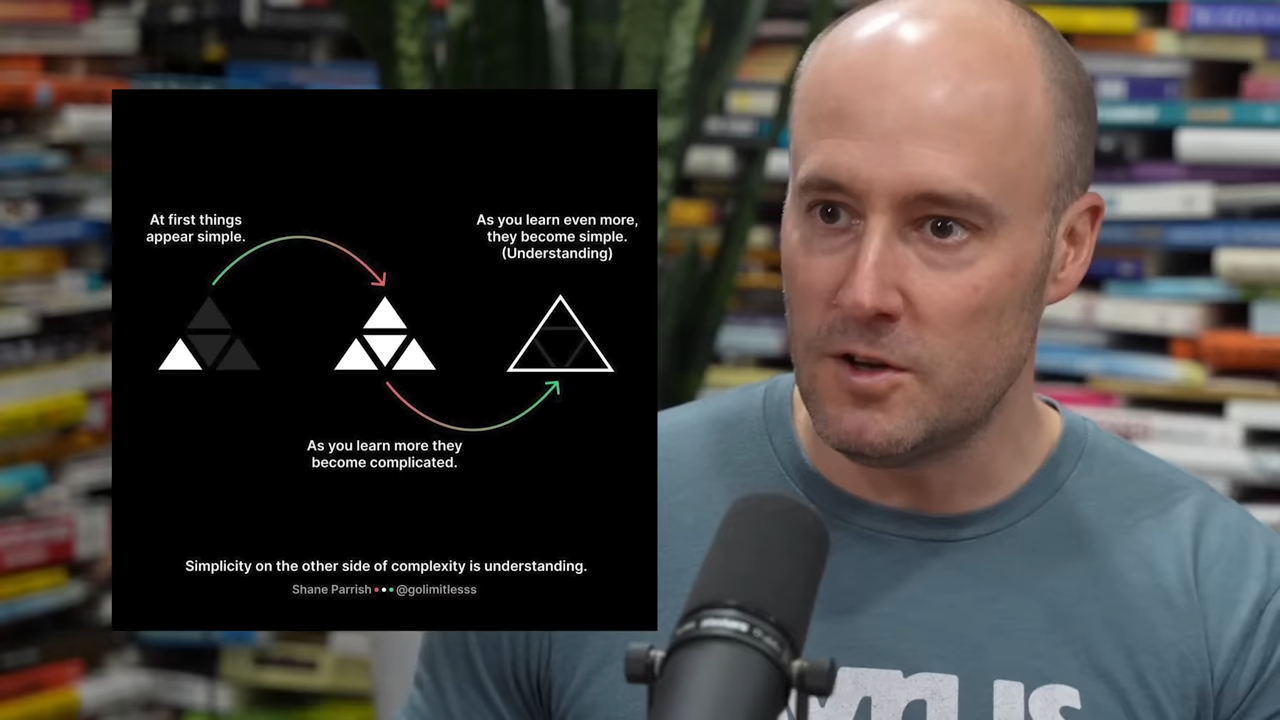 At first things
appear simple.
As you learn even more,
they become simple.
(Understanding)
As you learn more they
become complicated.
Simplicity on the other side of complexity is understanding.
Shane Parrish
@golimitlesss